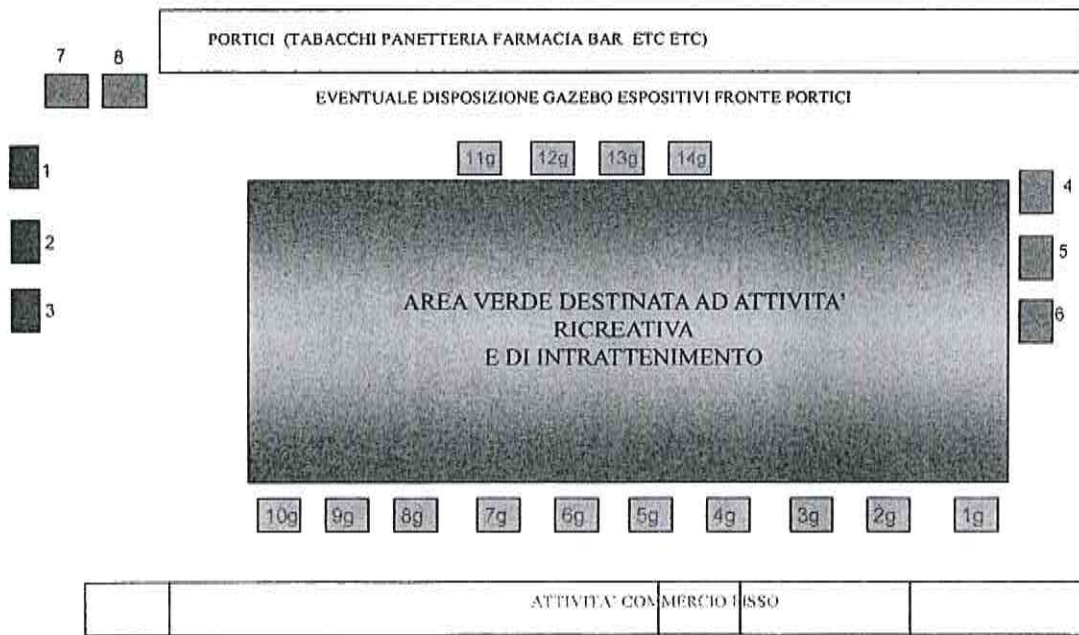 PORTICI (TABACCHI PANETTERIA FARMACIA BAR ETC ETC)
7 8
EVENTUALE DISPOSIZIONE GAZEBO ESPOSITIVI FRONTE PORTICI
11g 12g 13g 14g
1
4
2
5
3
6
AREA VERDE DESTINATA AD ATTIVITA'
RICREATIVA
E DI INTRATTENIMENTO
10g 9g 8g 7g 6g 5g 4g 3g 2g 1g
ATTIVITA' COMMERCIO FISSO